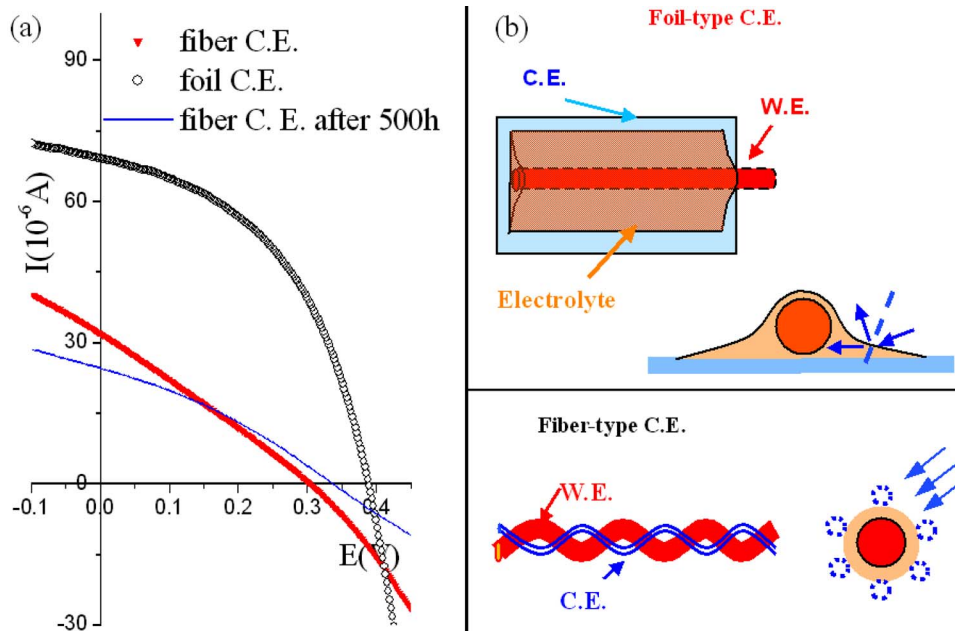 (a)
fiber C.E.
foil C.E.
fiber C. E. after 500h
90
60
30
0
-30
I(10⁻⁶A)
-0.1
0.0
0.1
0.2
0.3
0.4
E(V)
(b)
Foil-type C.E.
C.E.
W.E.
Electrolyte
Fiber-type C.E.
W.E.
C.E.